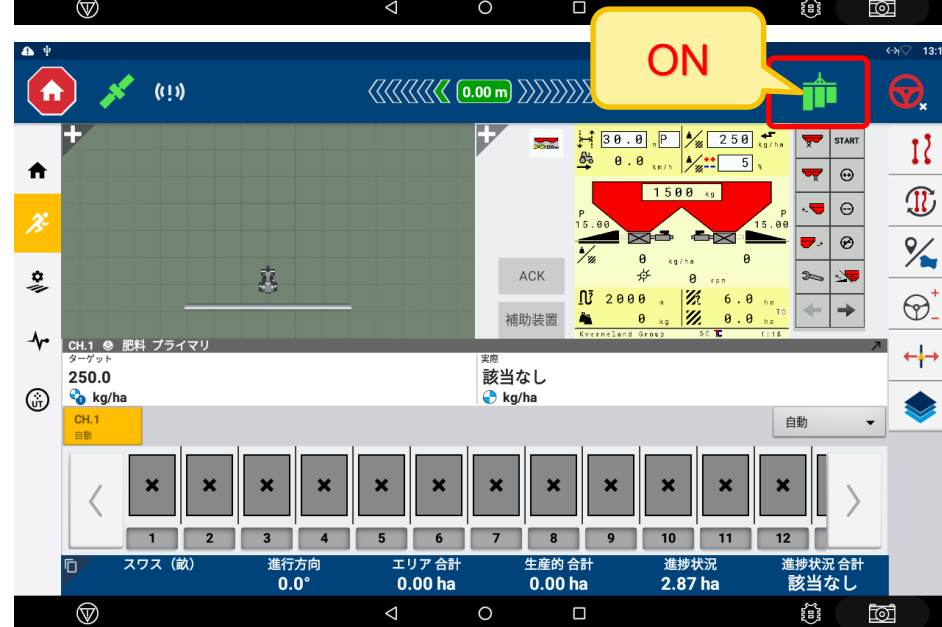 ON
13:1
0.00 m
30.0 m P
250 kg/ha
0.0 km/h
5 %
START
1500 kg
P
15.00
P
15.00
0 kg/ha 0
0 rpm
2000 m
6.0 ha
0 kg
0.0 ha
TC
Kverneland Group SC TC 1:18
ACK
補助装置
UT
CH.1 肥料 プライマリ
ターゲット
250.0
kg/ha
実際
該当なし
kg/ha
CH.1
自動
自動
1 2 3 4 5 6 7 8 9 10 11 12
スワス（畝） 進行方向 エリア 合計 生産的 合計 進捗状況 進捗状況 合計
0.0° 0.00 ha 0.00 ha 2.87 ha 該当なし